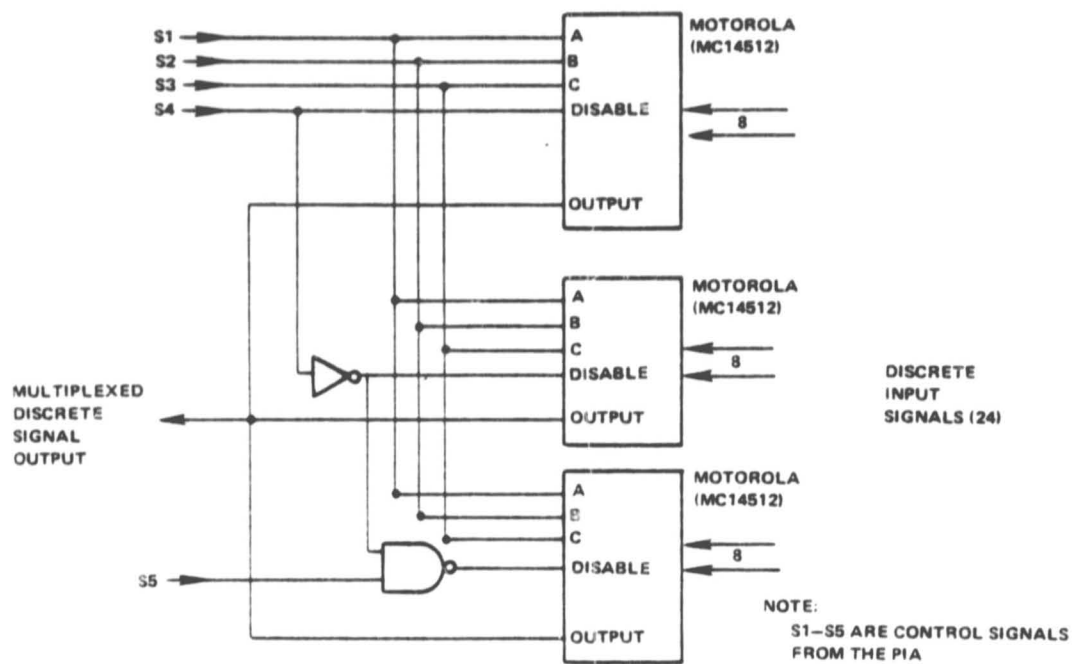 S1
S2
S3
S4
A
B
C
DISABLE
OUTPUT
MOTOROLA
(MC14512)
8
A
B
C
DISABLE
OUTPUT
MOTOROLA
(MC14512)
8
MULTIPLEXED
DISCRETE
SIGNAL
OUTPUT
DISCRETE
INPUT
SIGNALS (24)
A
B
C
DISABLE
OUTPUT
MOTOROLA
(MC14512)
8
S5
NOTE:
S1–S5 ARE CONTROL SIGNALS
FROM THE PIA